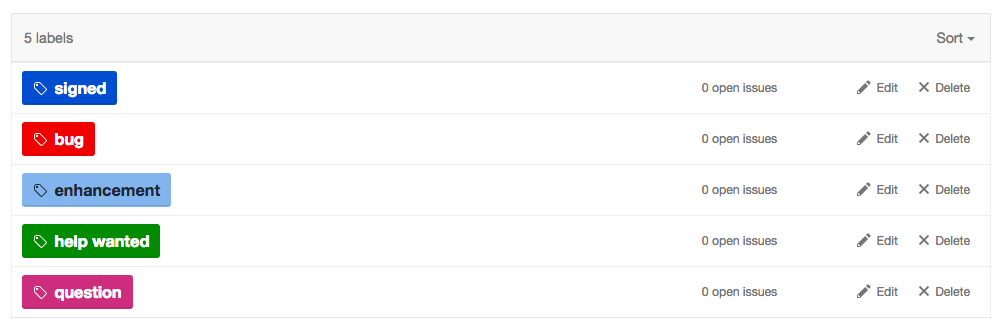 5 labels Sort
signed 0 open issues Edit Delete
bug 0 open issues Edit Delete
enhancement 0 open issues Edit Delete
help wanted 0 open issues Edit Delete
question 0 open issues Edit Delete